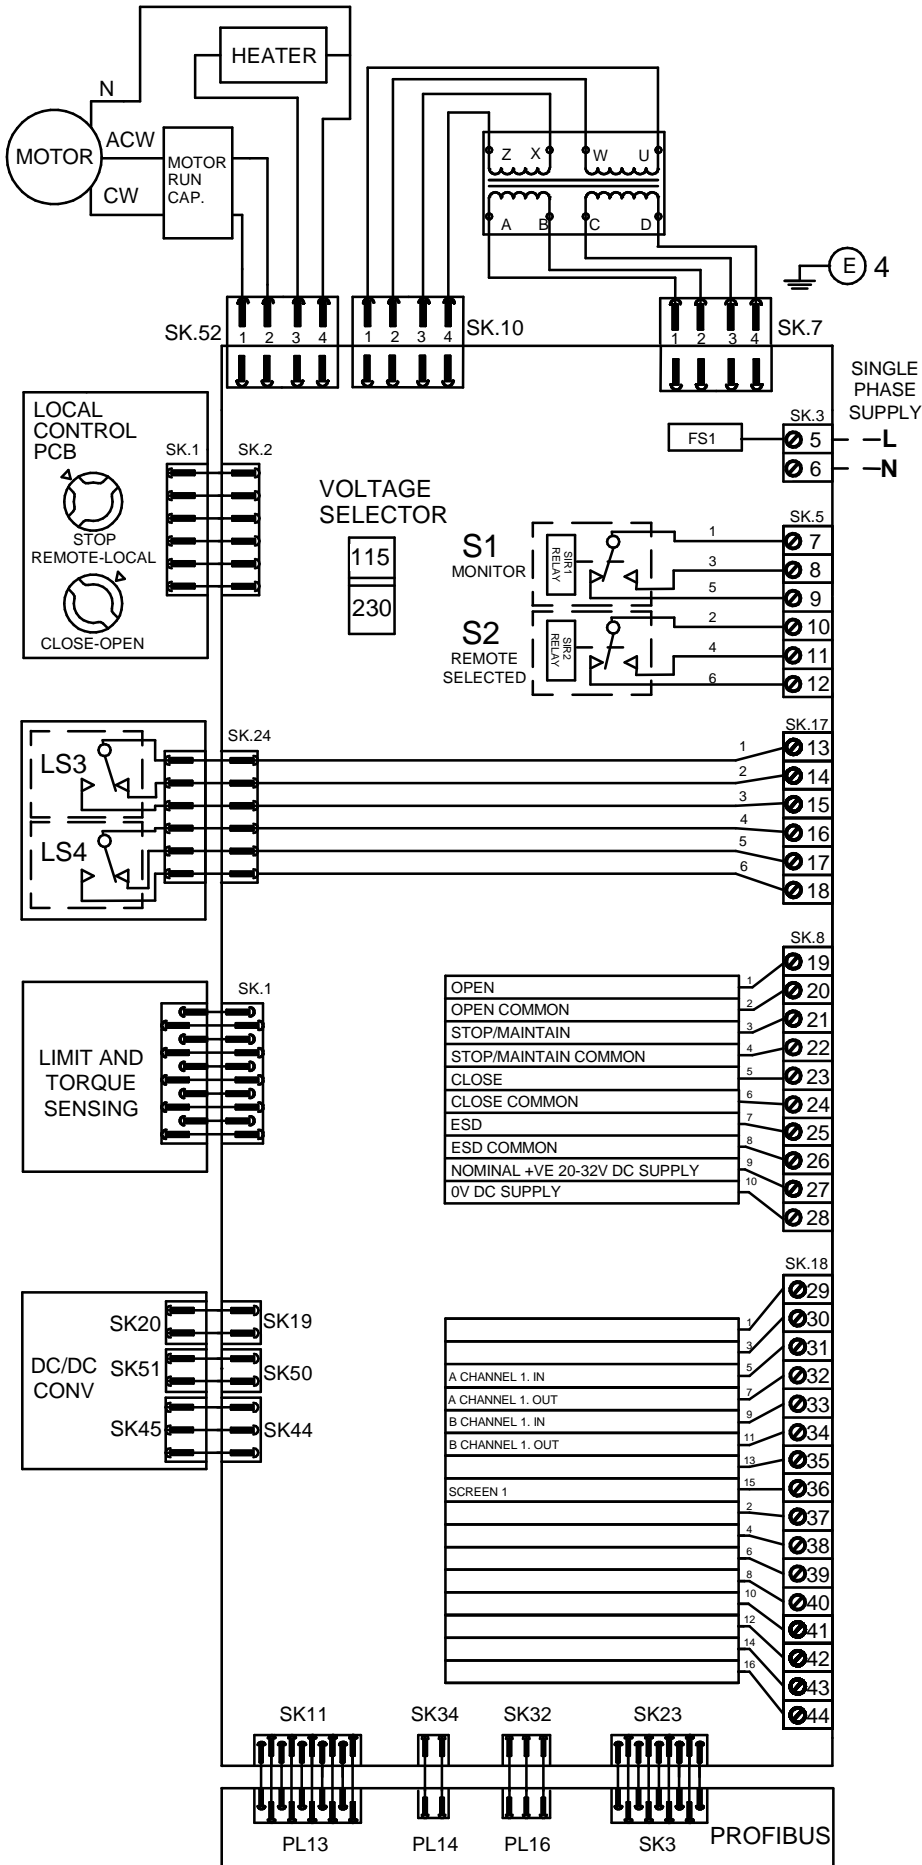 HEATER
N
ACW
MOTOR
CW
MOTOR
RUN
CAP.
Z X W U
A B C D
E 4
SK.52
1 2 3 4
1 2 3 4
SK.10
1 2 3 4
SK.7
SINGLE
PHASE
SUPPLY
LOCAL
CONTROL
PCB
STOP
REMOTE-LOCAL
CLOSE-OPEN
SK.1
SK.2
VOLTAGE
SELECTOR
115
230
SK.3
FS1
5 L
6 N
SK.5
S1
MONITOR
SIR1
RELAY
1 7
3 8
5 9
S2
REMOTE
SELECTED
SIR2
RELAY
2 10
4 11
6 12
LS3
LS4
SK.24
SK.17
1 13
2 14
3 15
4 16
5 17
6 18
LIMIT AND
TORQUE
SENSING
SK.1
SK.8
OPEN 1 19
OPEN COMMON 2 20
STOP/MAINTAIN 3 21
STOP/MAINTAIN COMMON 4 22
CLOSE 5 23
CLOSE COMMON 6 24
ESD 7 25
ESD COMMON 8 26
NOMINAL +VE 20-32V DC SUPPLY 9 27
0V DC SUPPLY 10 28
DC/DC
CONV
SK20
SK19
SK51
SK50
SK45
SK44
SK.18
1 29
3 30
A CHANNEL 1. IN 5 31
A CHANNEL 1. OUT 7 32
B CHANNEL 1. IN 9 33
B CHANNEL 1. OUT 11 34
13 35
SCREEN 1 15 36
2 37
4 38
6 39
8 40
10 41
12 42
14 43
16 44
SK11
SK34
SK32
SK23
PL13
PL14
PL16
SK3
PROFIBUS